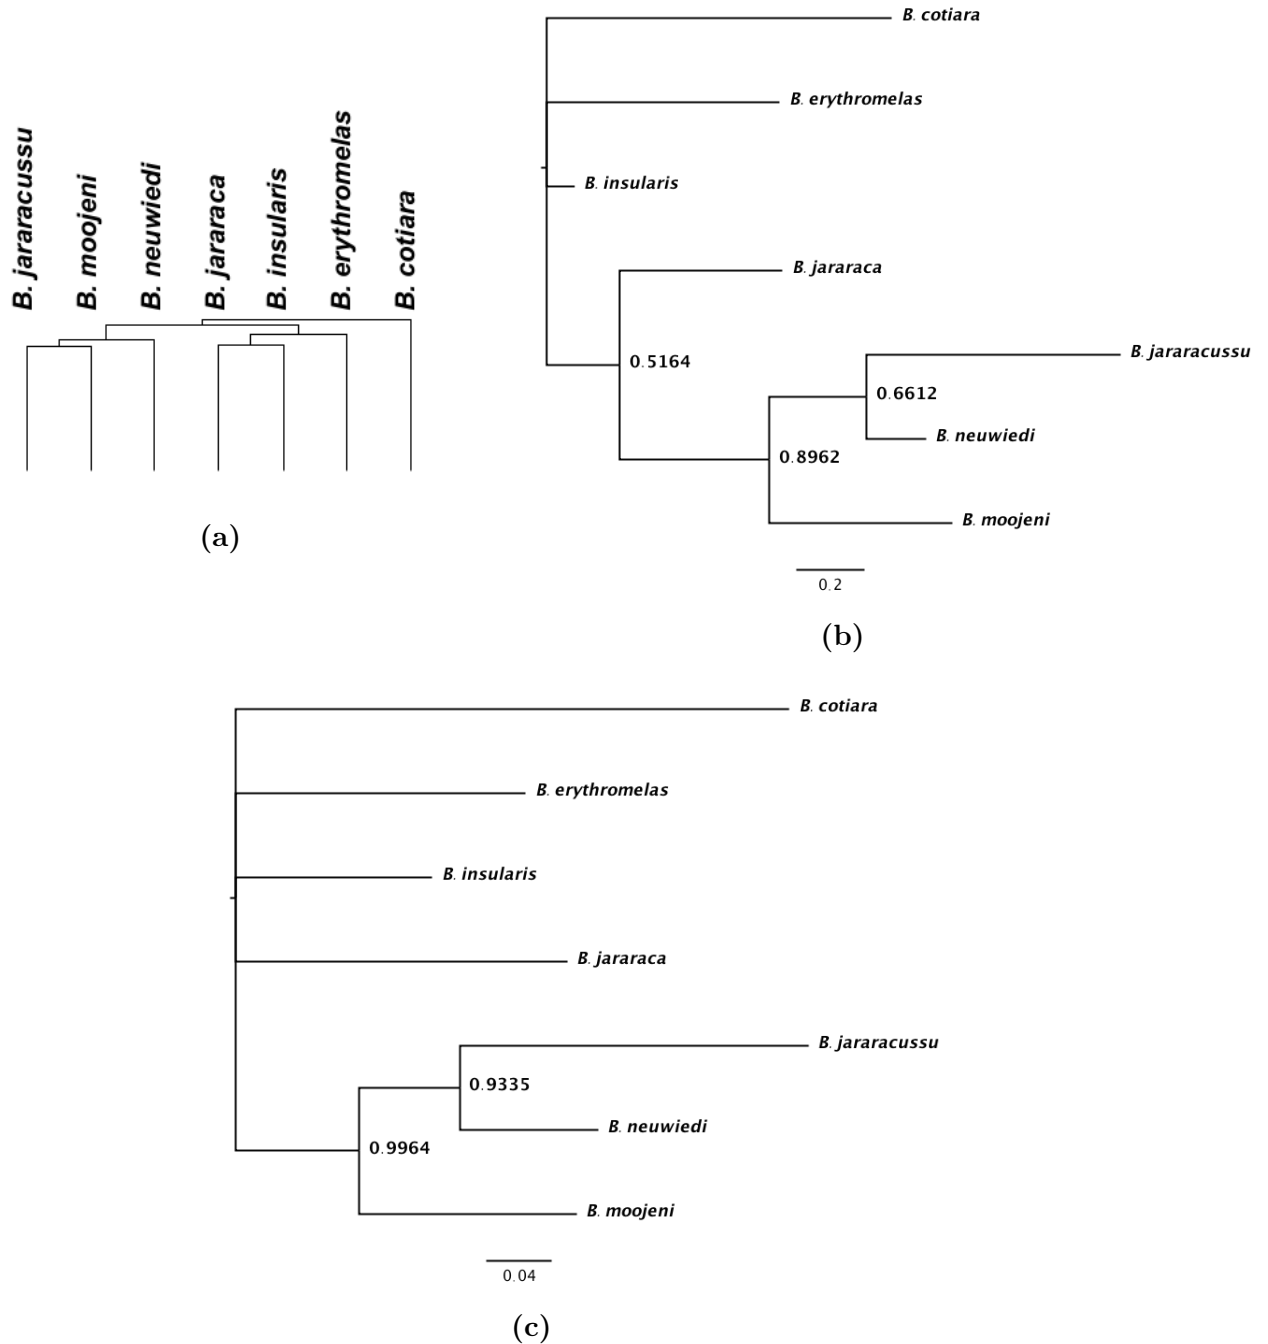 B. jararacussu
B. moojeni
B. neuwiedi
B. jararaca
B. insularis
B. erythromelas
B. cotiara
(a)
B. cotiara
B. erythromelas
B. insularis
B. jararaca
0.5164
B. jararacussu
0.6612
B. neuwiedi
0.8962
B. moojeni
0.2
(b)
B. cotiara
B. erythromelas
B. insularis
B. jararaca
B. jararacussu
0.9335
B. neuwiedi
0.9964
B. moojeni
0.04
(c)